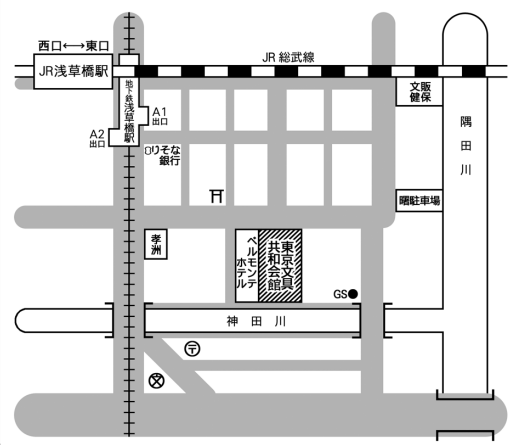 西口⟷東口
JR浅草橋駅
JR 総武線
地下鉄浅草橋駅
A1
出口
A2
出口
りそな
銀行
文販
健保
隅田川
曙駐車場
孝洲
ベルモンテ
ホテル
東京文具
共和会館
GS
神田川